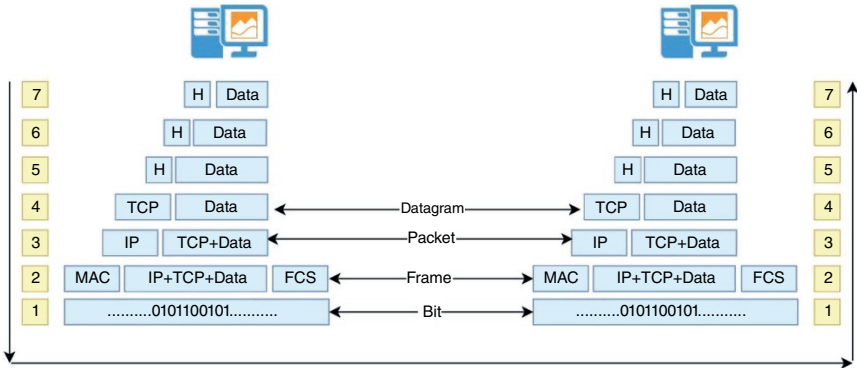 7 H Data H Data 7
6 H Data H Data 6
5 H Data H Data 5
4 TCP Data Datagram TCP Data 4
3 IP TCP+Data Packet IP TCP+Data 3
2 MAC IP+TCP+Data FCS Frame MAC IP+TCP+Data FCS 2
1 ..........0101100101........... Bit ..........0101100101........... 1